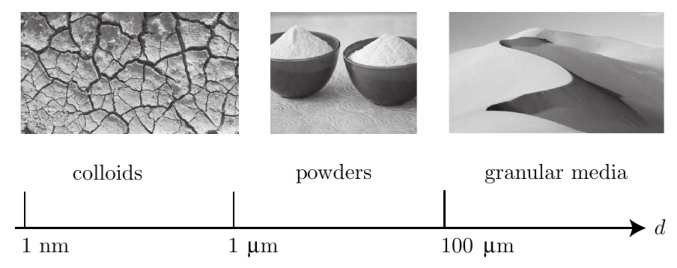 colloids powders granular media
d
1 nm 1 μm 100 μm